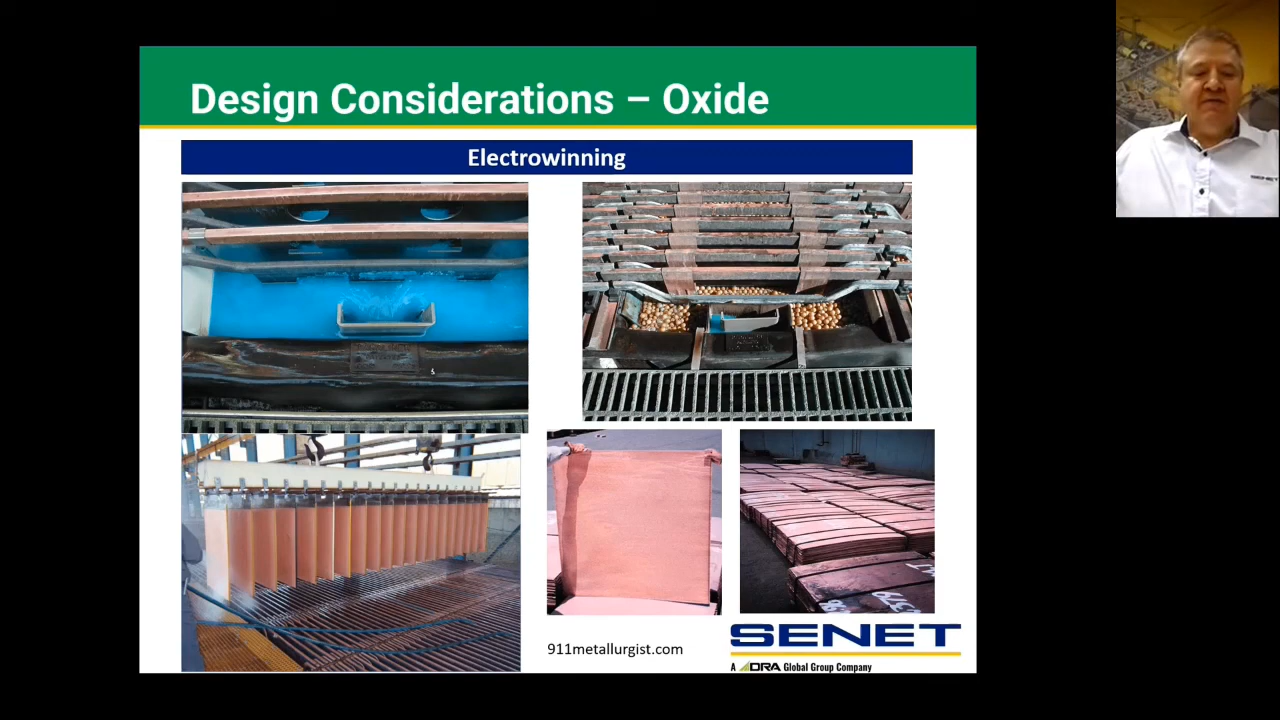 Design Considerations – Oxide
Electrowinning
911metallurgist.com
SENET
A DRA Global Group Company